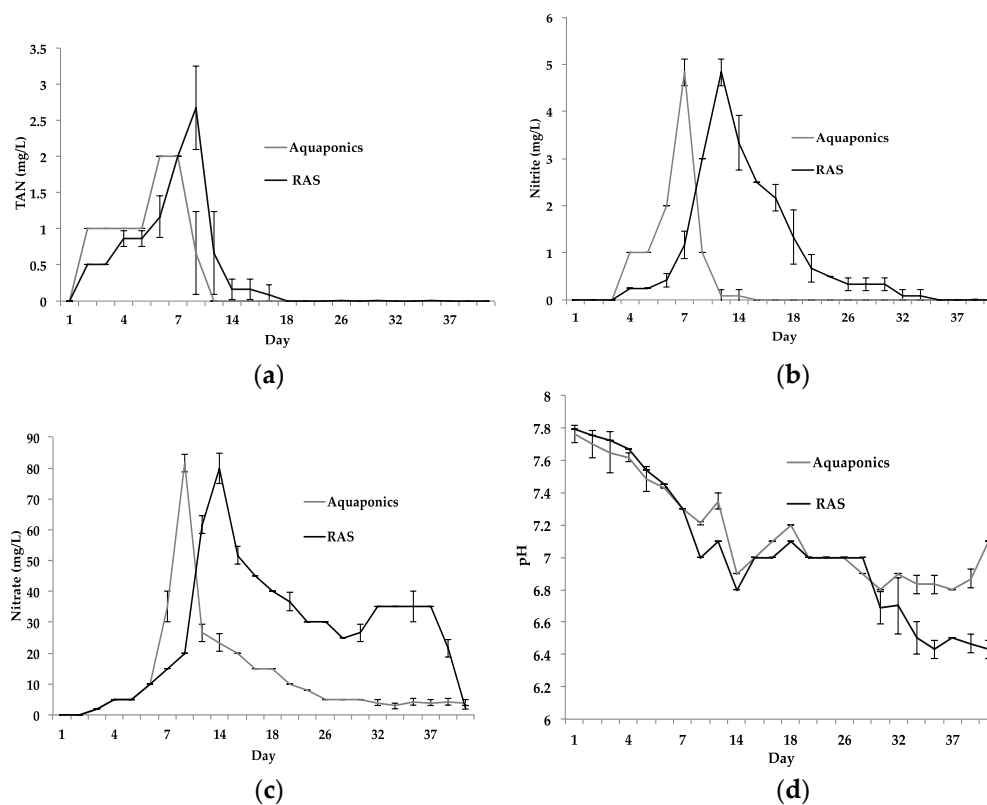 3.5
3
2.5
2
1.5
1
0.5
0
TAN (mg/L)
Aquaponics
RAS
1 4 7 14 18 26 32 37
Day
(a)
6
5
4
3
2
1
0
Nitrite (mg/L)
Aquaponics
RAS
1 4 7 14 18 26 32 37
Day
(b)
90
80
70
60
50
40
30
20
10
0
Nitrate (mg/L)
Aquaponics
RAS
1 4 7 14 18 26 32 37
Day
(c)
8
7.8
7.6
7.4
7.2
7
6.8
6.6
6.4
6.2
6
pH
Aquaponics
RAS
1 4 7 14 18 26 32 37
Day
(d)